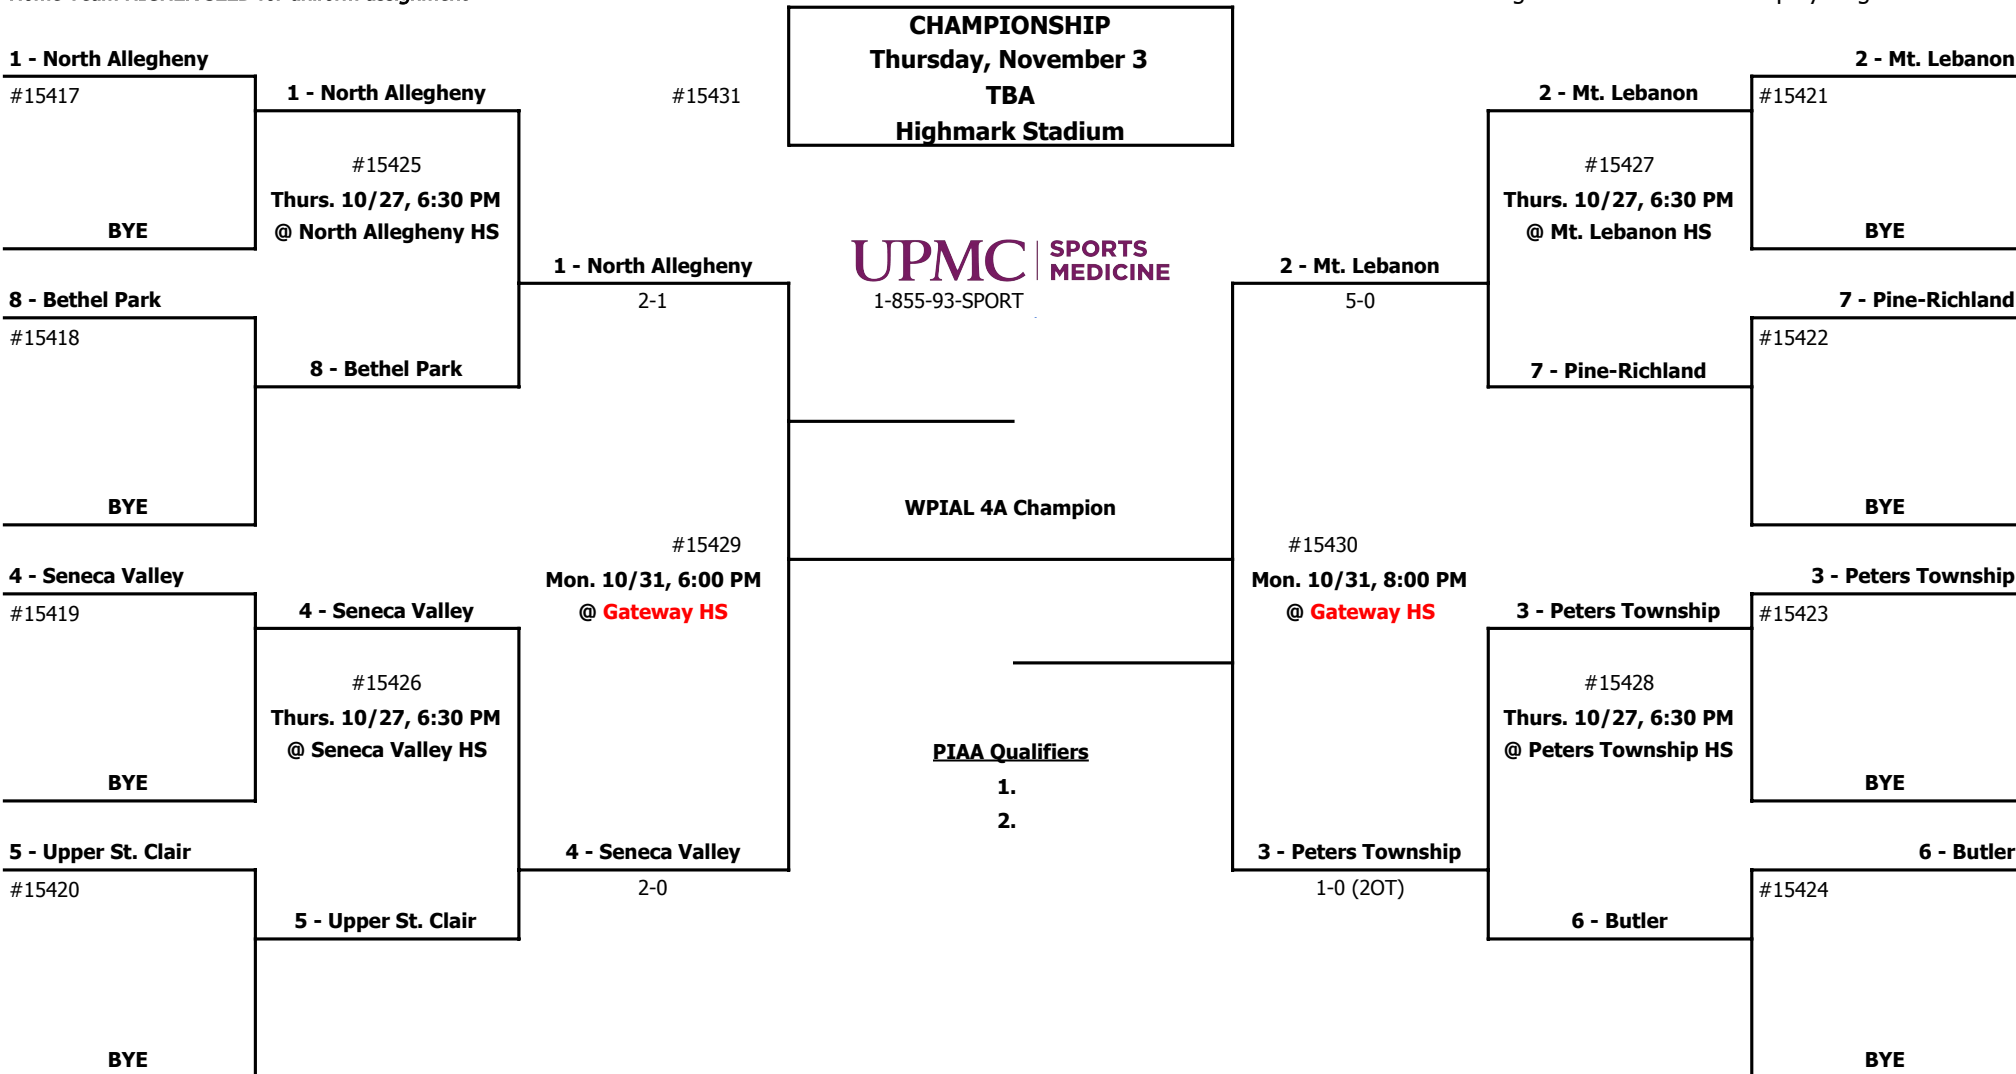 CHAMPIONSHIP
Thursday, November 3
TBA
Highmark Stadium
#15431
1 - North Allegheny
#15417
BYE
8 - Bethel Park
#15418
BYE
4 - Seneca Valley
#15419
BYE
5 - Upper St. Clair
#15420
BYE
1 - North Allegheny
#15425
Thurs. 10/27, 6:30 PM
@ North Allegheny HS
8 - Bethel Park
4 - Seneca Valley
#15426
Thurs. 10/27, 6:30 PM
@ Seneca Valley HS
5 - Upper St. Clair
1 - North Allegheny
2-1
#15429
Mon. 10/31, 6:00 PM
@ Gateway HS
4 - Seneca Valley
2-0
UPMC | SPORTS
MEDICINE
1-855-93-SPORT
WPIAL 4A Champion
PIAA Qualifiers
1.
2.
2 - Mt. Lebanon
5-0
#15430
Mon. 10/31, 8:00 PM
@ Gateway HS
3 - Peters Township
1-0 (2OT)
2 - Mt. Lebanon
#15427
Thurs. 10/27, 6:30 PM
@ Mt. Lebanon HS
7 - Pine-Richland
3 - Peters Township
#15428
Thurs. 10/27, 6:30 PM
@ Peters Township HS
6 - Butler
2 - Mt. Lebanon
#15421
BYE
7 - Pine-Richland
#15422
BYE
3 - Peters Township
#15423
BYE
6 - Butler
#15424
BYE